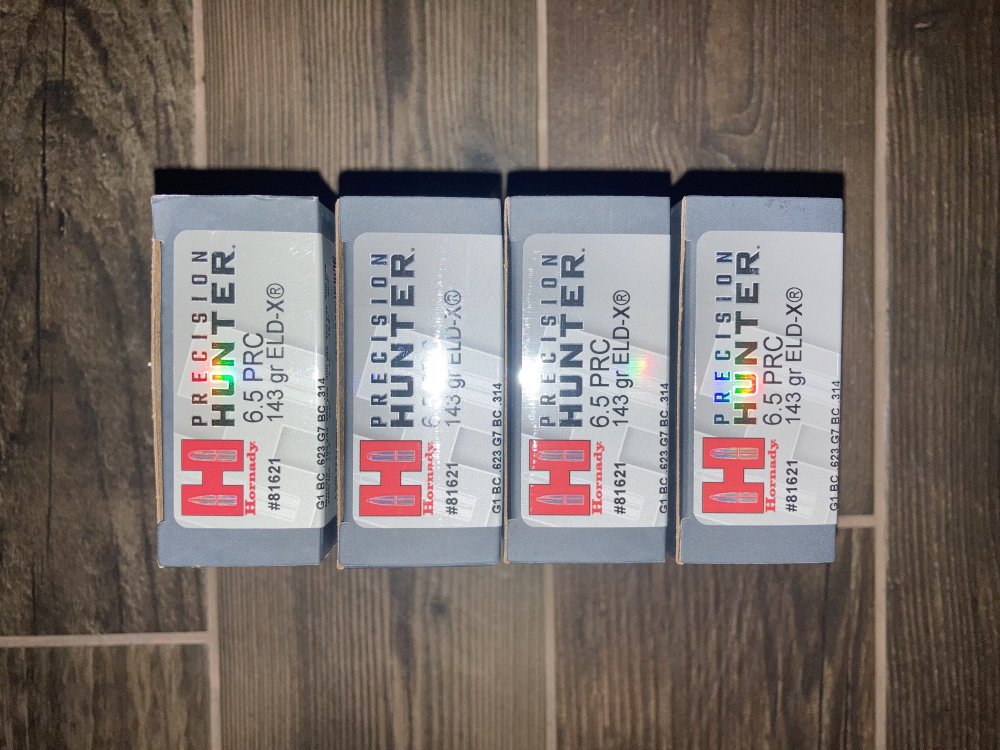 PRECISION
HUNTER®
6.5 PRC
143 gr ELD-X®
Hornady®
#81621
G1 BC .623 G7 BC .314
PRECISION
HUNTER®
6.5
143 gr ELD-X®
Hornady®
#81621
G1 BC .623 G7 BC .314
PRECISION
HUNTER®
6.5 PRC
143 gr ELD-X®
Hornady®
#81621
G1 BC .623 G7 BC .314
PRECISION
HUNTER®
6.5 PRC
143 gr ELD-X®
Hornady®
#81621
G1 BC .623 G7 BC .314